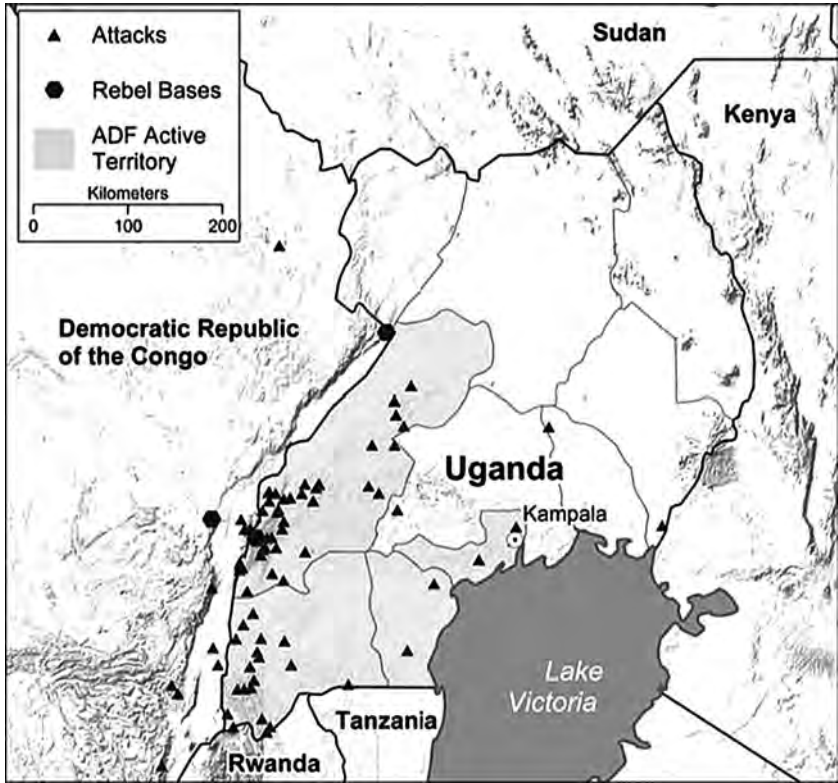 Attacks
Rebel Bases
ADF Active
Territory
Kilometers
0 100 200
Sudan
Kenya
Democratic Republic
of the Congo
Uganda
Kampala
Lake
Victoria
Tanzania
Rwanda